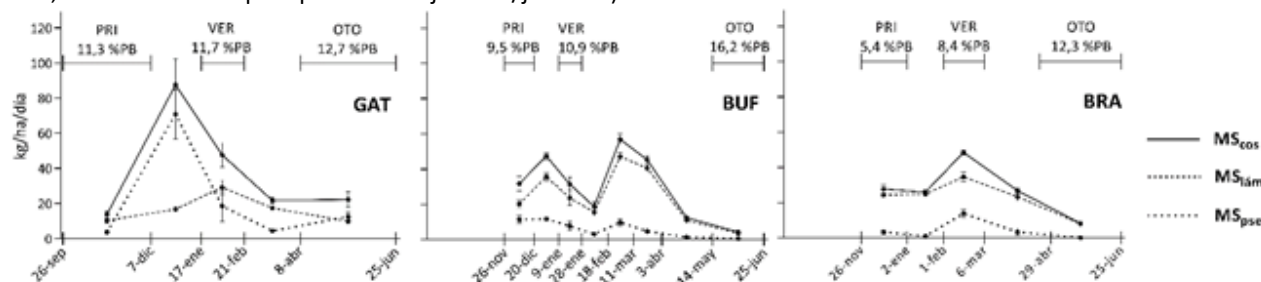 120 PRI VER OTO PRI VER OTO PRI VER OTO
11,3 %PB 11,7 %PB 12,7 %PB 9,5 %PB 10,9 %PB 16,2 %PB 5,4 %PB 8,4 %PB 12,3 %PB
100
GAT BUF BRA
80
kg/ha/día
60
MScos
40
MSlám
20
MSpse
0
26-sep 7-dic 17-ene 21-feb 8-abr 25-jun 26-nov 20-dic 9-ene 28-ene 18-feb 11-mar 3-abr 14-may 25-jun 26-nov 2-ene 1-feb 6-mar 29-abr 25-jun